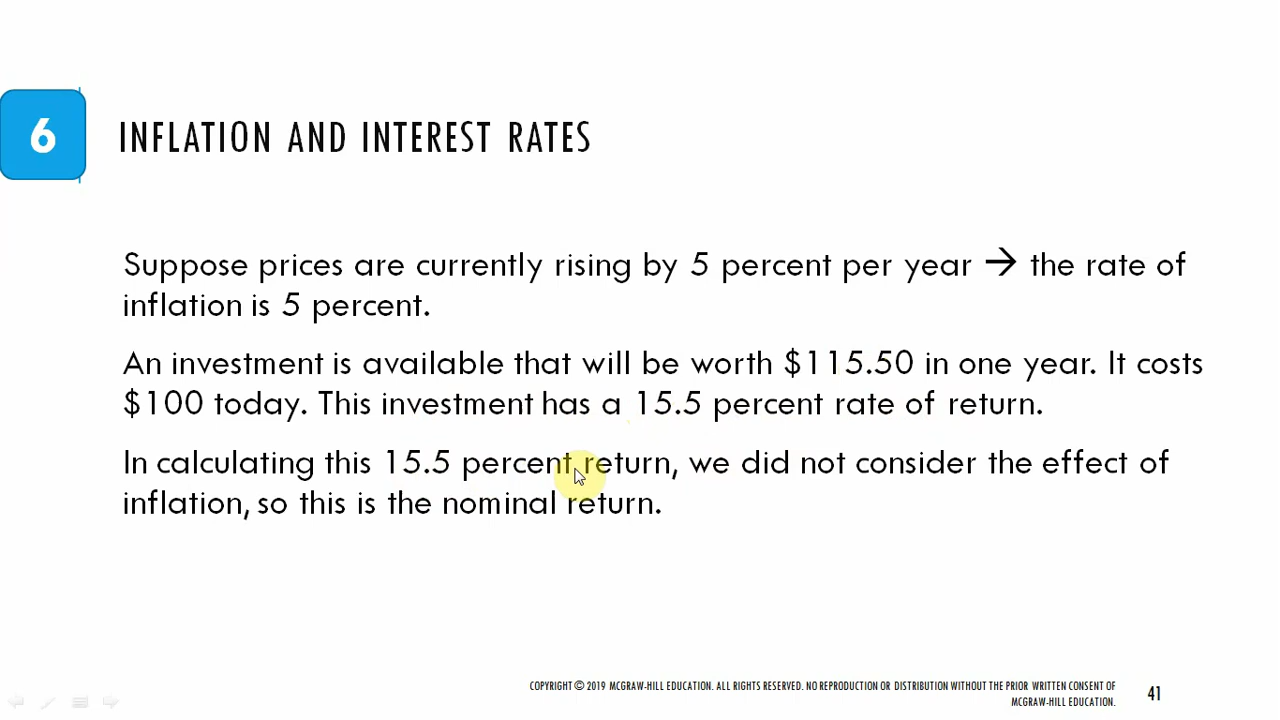 6
INFLATION AND INTEREST RATES
Suppose prices are currently rising by 5 percent per year → the rate of
inflation is 5 percent.
An investment is available that will be worth $115.50 in one year. It costs
$100 today. This investment has a 15.5 percent rate of return.
In calculating this 15.5 percent return, we did not consider the effect of
inflation, so this is the nominal return.
COPYRIGHT © 2019 MCGRAW-HILL EDUCATION. ALL RIGHTS RESERVED. NO REPRODUCTION OR DISTRIBUTION WITHOUT THE PRIOR WRITTEN CONSENT OF
MCGRAW-HILL EDUCATION.
41